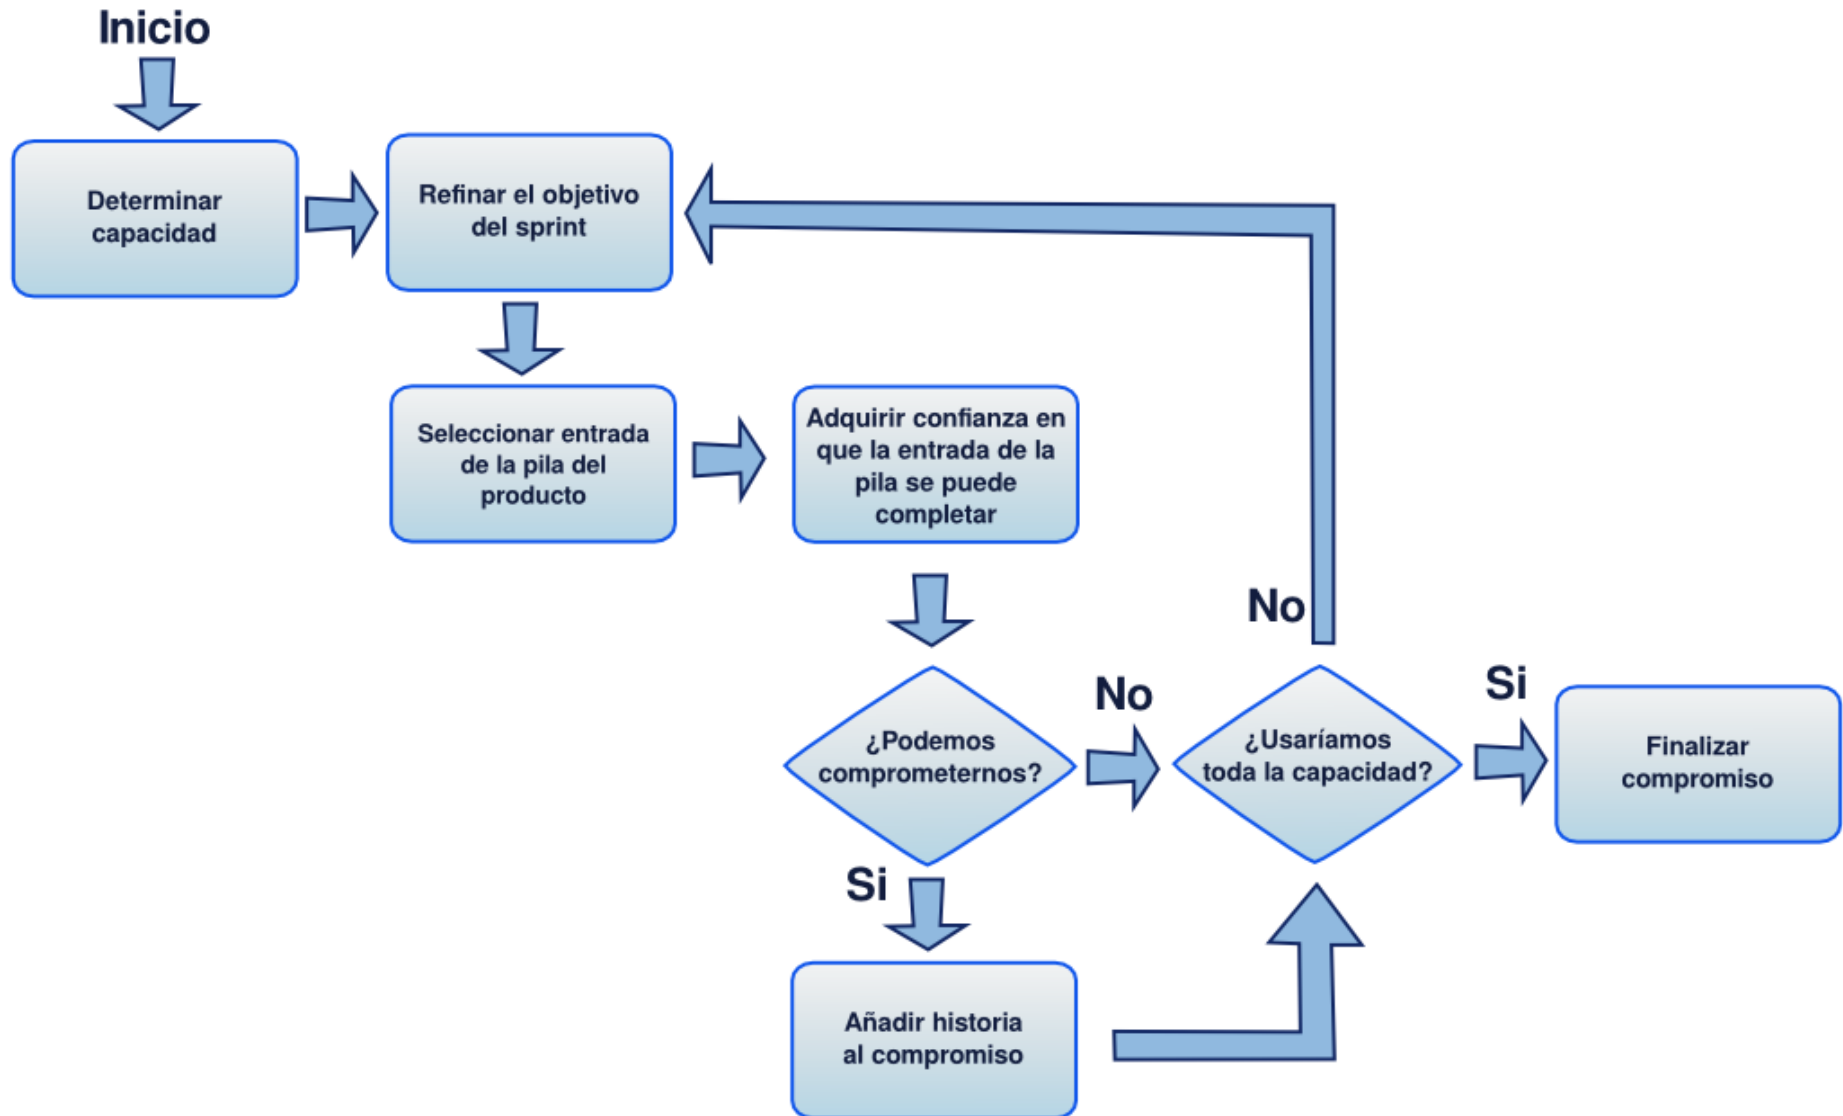 Inicio
Determinar
capacidad
Refinar el objetivo
del sprint
Seleccionar entrada
de la pila del
producto
Adquirir confianza en
que la entrada de la
pila se puede
completar
¿Podemos
comprometernos?
No
Si
Añadir historia
al compromiso
¿Usaríamos
toda la capacidad?
No
Si
Finalizar
compromiso